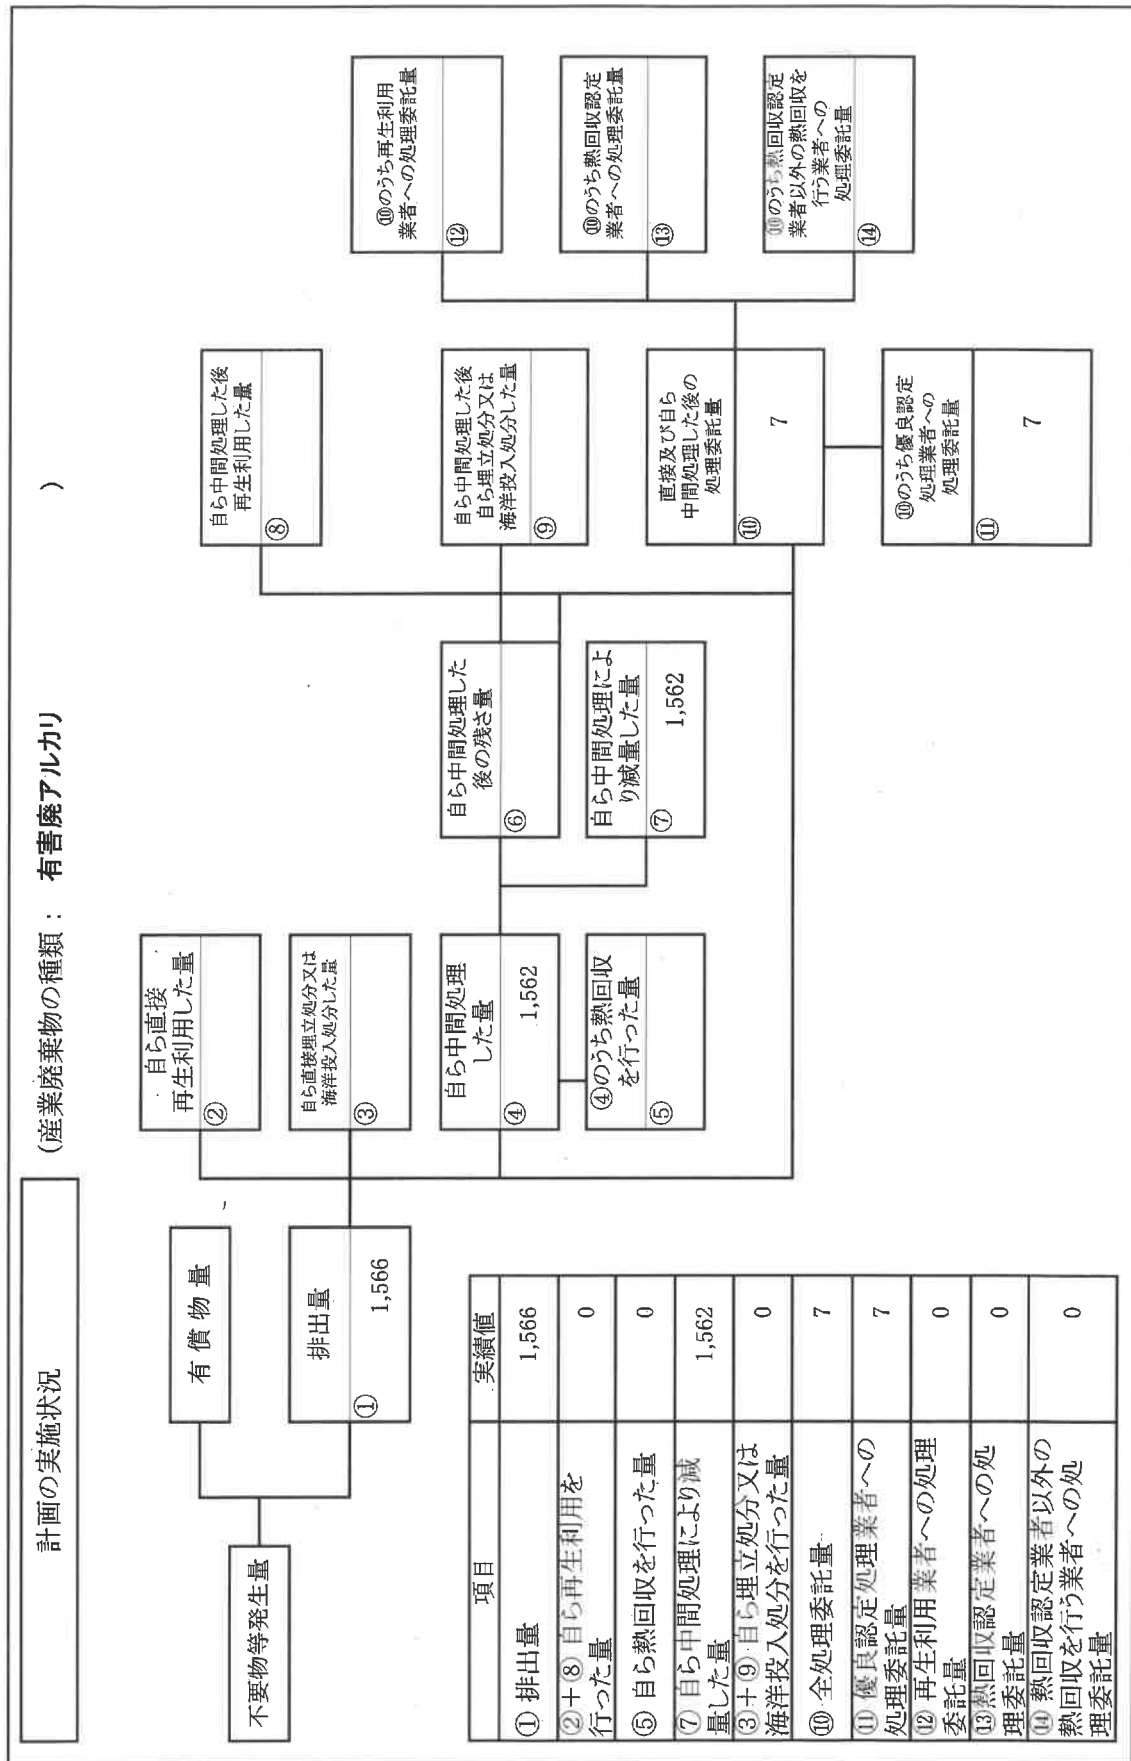 計画の実施状況
(産業廃棄物の種類: 有害廃アルカリ )
不要物等発生量
有償物量
排出量
① 1,566
自ら直接
再生利用した量
②
自ら直接埋立処分又は
海洋投入処分した量
③
自ら中間処理
した量
④ 1,562
④のうち熱回収
を行った量
⑤
自ら中間処理した
後の残さ量
⑥
自ら中間処理によ
り減量した量
⑦ 1,562
自ら中間処理した後
再生利用した量
⑧
自ら中間処理した後
自ら埋立処分又は
海洋投入処分した量
⑨
直接及び自ら
中間処理した後の
処理委託量
⑩ 7
⑩のうち優良認定
処理業者への
処理委託量
⑪ 7
⑩のうち再生利用
業者への処理委託量
⑫
⑩のうち熱回収認定
業者への処理委託量
⑬
⑩のうち熱回収認定
業者以外の熱回収を
行う業者への
処理委託量
⑭
項目 実績値
① 排出量 1,566
②+⑧ 自ら再生利用を
行った量 0
⑤ 自ら熱回収を行った量 0
⑦ 自ら中間処理により減
量した量 1,562
③+⑨ 自ら埋立処分又は
海洋投入処分を行った量 0
⑩ 全処理委託量 7
⑪ 優良認定処理業者への
処理委託量 7
⑫ 再生利用業者への処理
委託量 0
⑬ 熱回収認定業者への処
理委託量 0
⑭ 熱回収認定業者以外の
熱回収を行う業者への処
理委託量 0